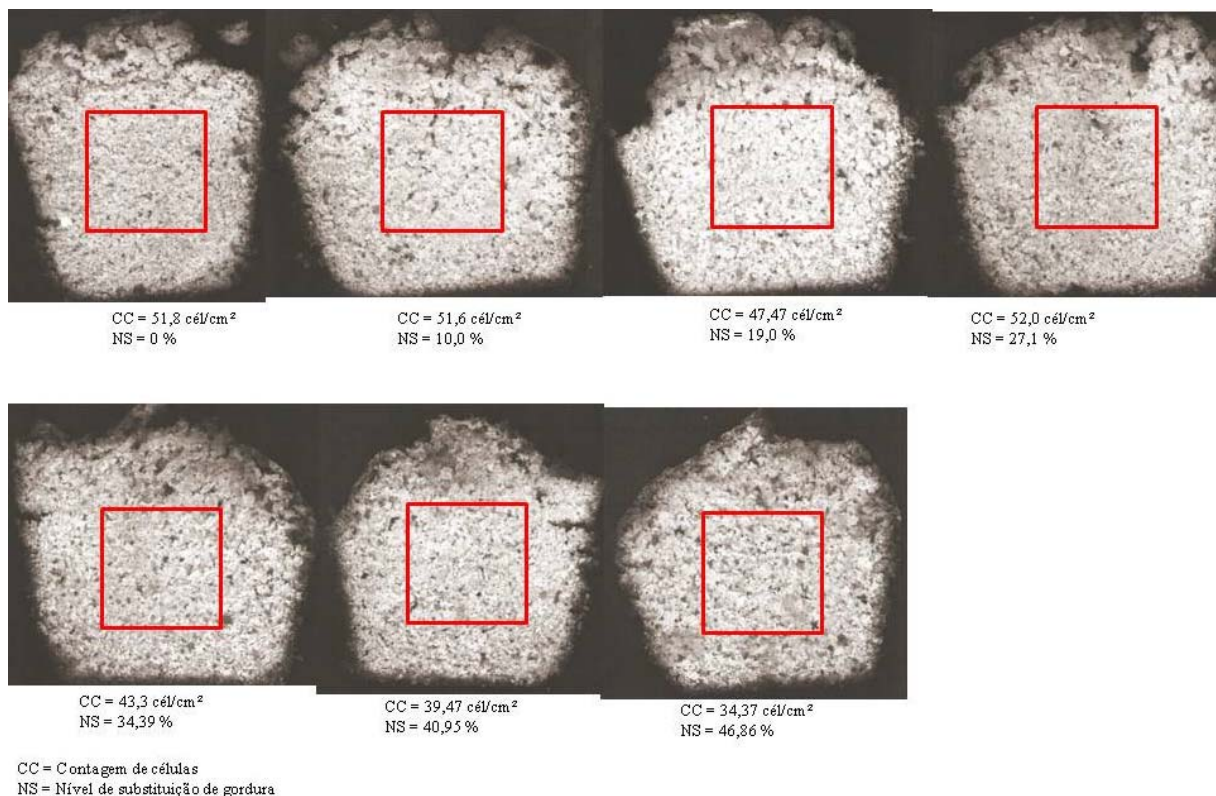 CC = 51,8 cél/cm²
NS = 0 %
CC = 51,6 cél/cm²
NS = 10,0 %
CC = 47,47 cél/cm²
NS = 19,0 %
CC = 52,0 cél/cm²
NS = 27,1 %
CC = 43,3 cél/cm²
NS = 34,39 %
CC = 39,47 cél/cm²
NS = 40,95 %
CC = 34,37 cél/cm²
NS = 46,86 %
CC = Contagem de células
NS = Nível de substituição de gordura